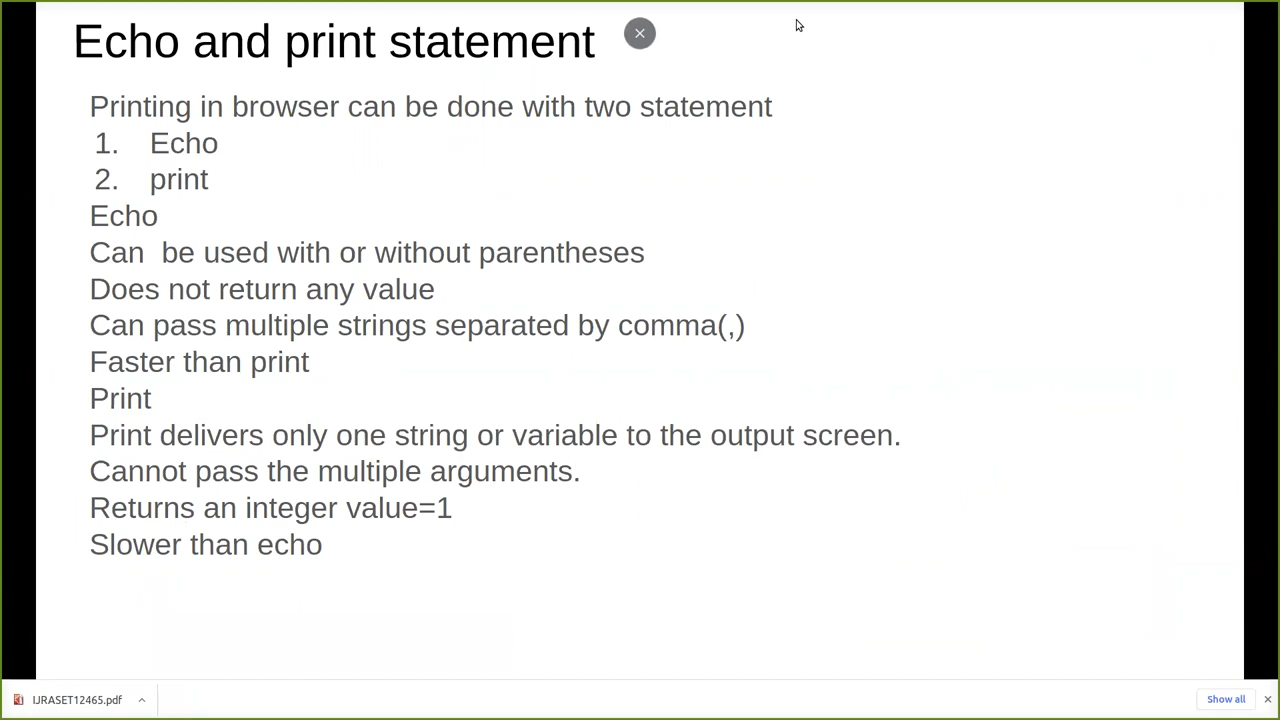 Echo and print statement
Printing in browser can be done with two statement
1. Echo
2. print
Echo
Can  be used with or without parentheses
Does not return any value
Can pass multiple strings separated by comma(,)
Faster than print
Print
Print delivers only one string or variable to the output screen.
Cannot pass the multiple arguments.
Returns an integer value=1
Slower than echo
IJRASET12465.pdf
Show all